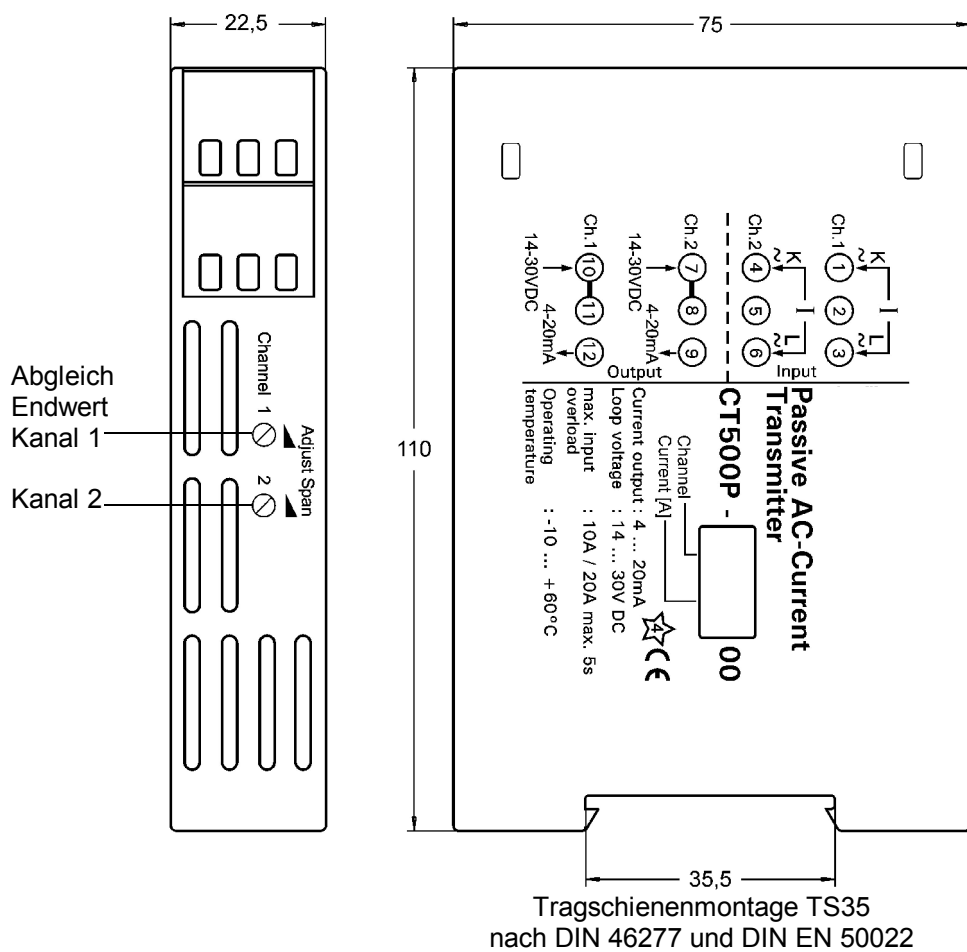 22,5
75
110
Abgleich
Endwert
Kanal 1
Kanal 2
Channel 1
2
Adjust Span
Ch.1
1
2
3
~K
I
~L
Ch.2
4
5
6
~K
I
~L
Input
Ch.2
7
8
9
14-30VDC
4-20mA
Ch.1
10
11
12
14-30VDC
4-20mA
Output
Passive AC-Current
Transmitter
CT500P - 00
Channel
Current [A]
Current output : 4 ... 20mA
Loop voltage : 14 ... 30V DC
max. input
overload : 10A / 20A max. 5s
Operating
temperature : -10 ... +60°C
4
CE
35,5
Tragschienenmontage TS35
nach DIN 46277 und DIN EN 50022